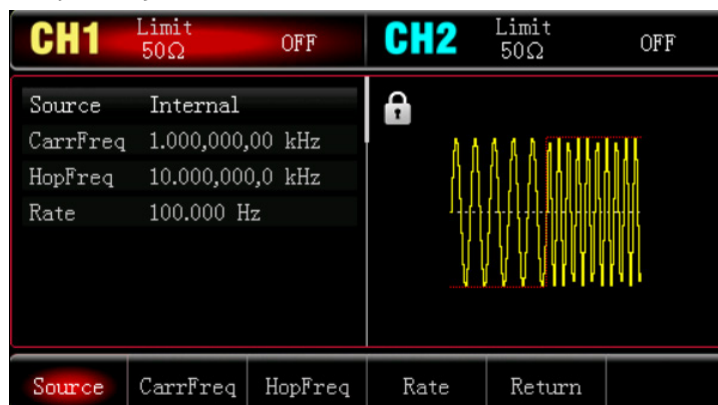 CH1 Limit 50Ω OFF CH2 Limit 50Ω OFF
Source Internal
CarrFreq 1.000,000,00 kHz
HopFreq 10.000,000,0 kHz
Rate 100.000 Hz
Source CarrFreq HopFreq Rate Return